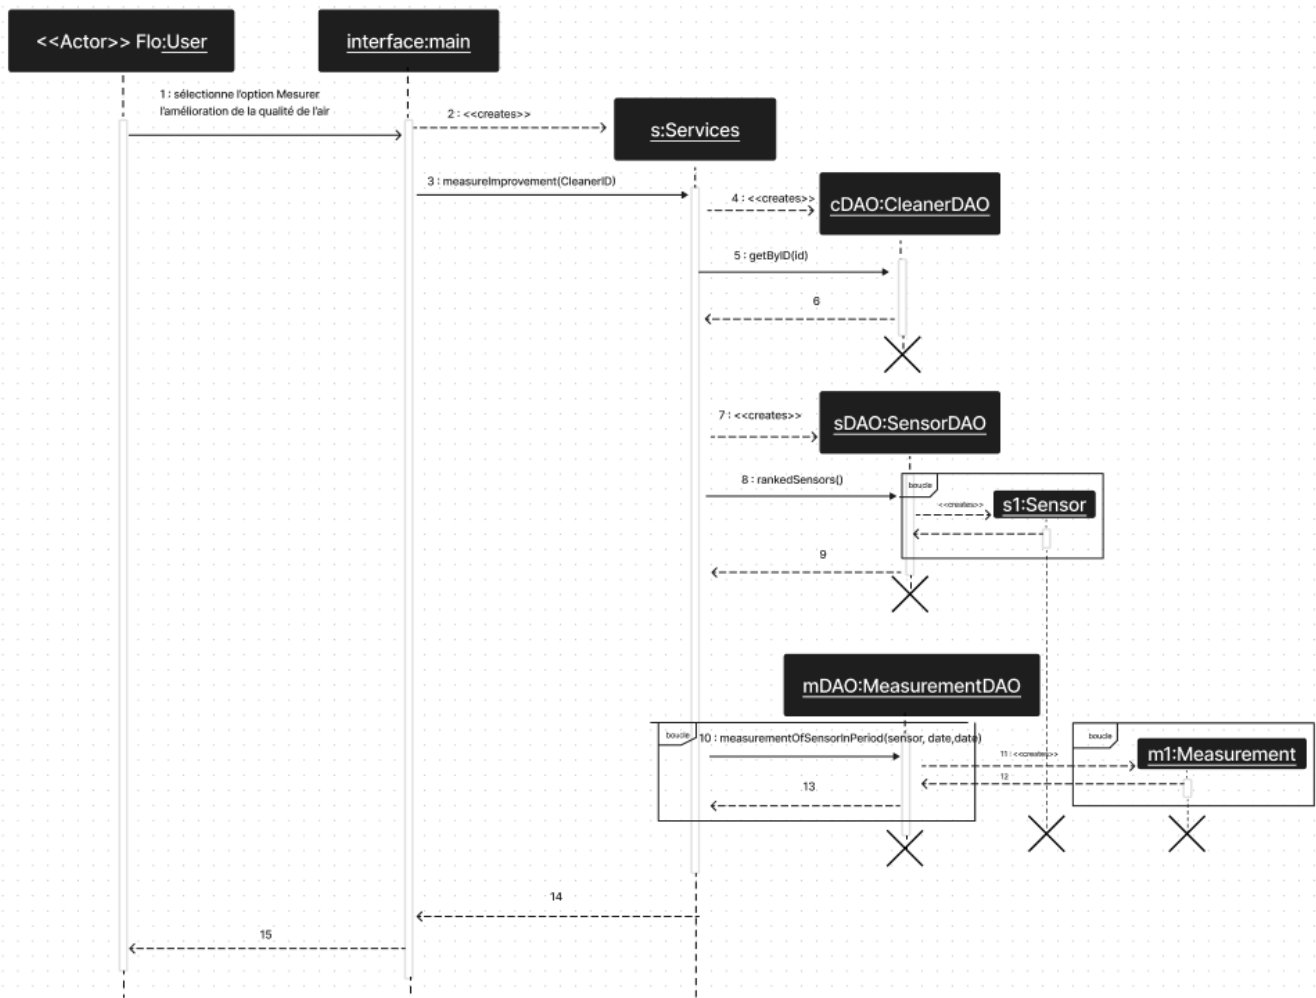 <<Actor>> Flo:User
interface:main
1 : sélectionne l'option Mesurer
l'amélioration de la qualité de l'air
2 : <<creates>>
s:Services
3 : measureImprovement(CleanerID)
4 : <<creates>>
cDAO:CleanerDAO
5 : getByID(id)
6
7 : <<creates>>
sDAO:SensorDAO
8 : rankedSensors()
boucle
<<creates>>
s1:Sensor
9
mDAO:MeasurementDAO
boucle
10 : measurementOfSensorInPeriod(sensor, date,date)
boucle
11 : <<creates>>
m1:Measurement
12
13
14
15